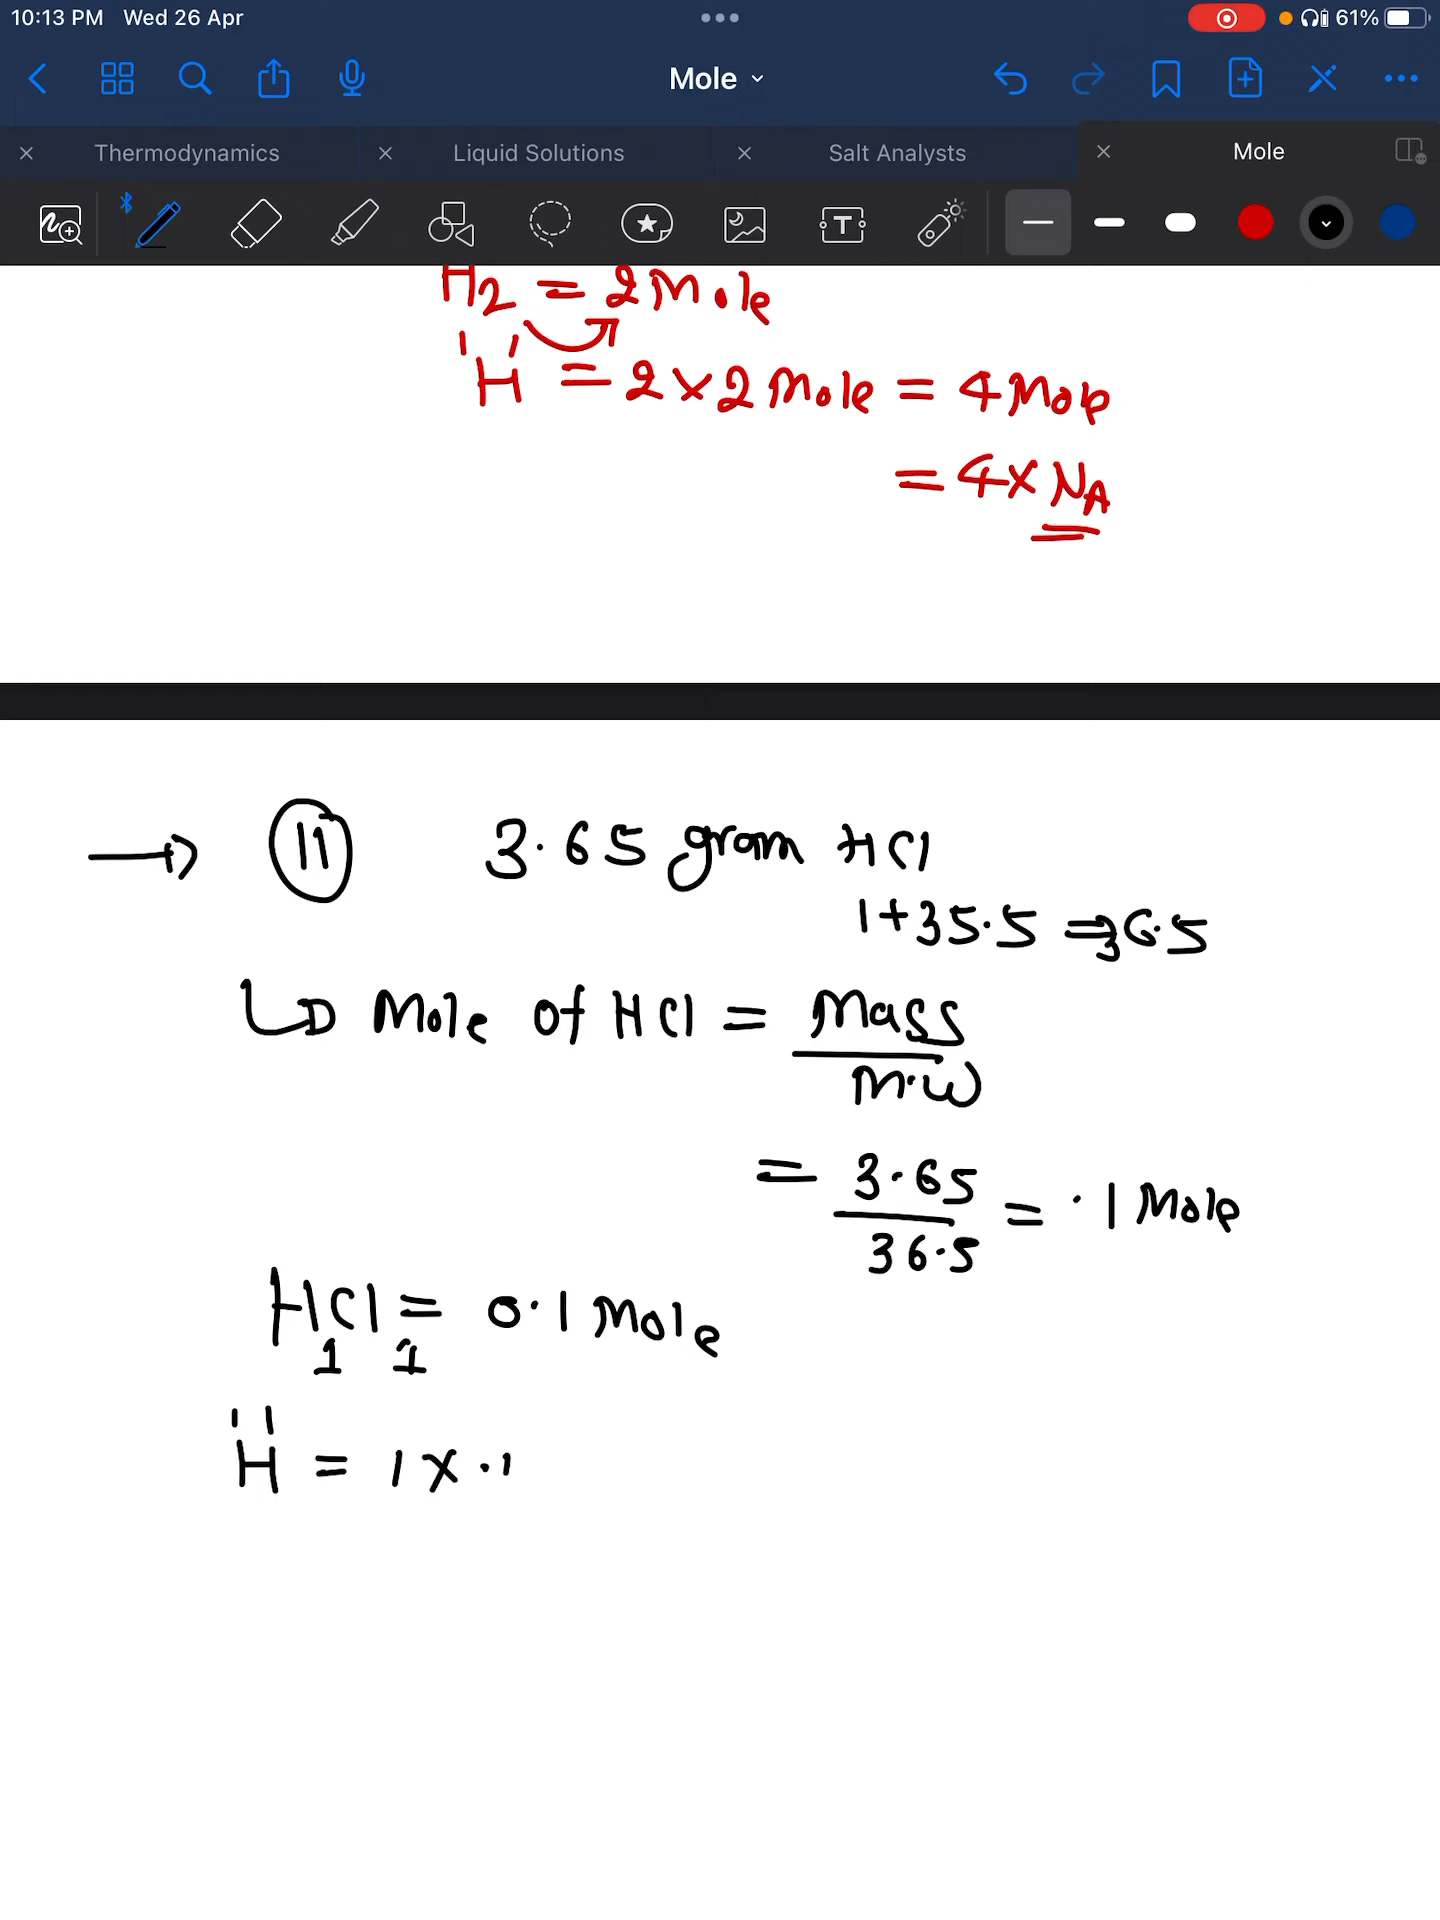 10:13 PM Wed 26 Apr 61%
Mole
Thermodynamics Liquid Solutions Salt Analysts Mole
T
H2 = 2 Mole
H = 2 x 2 Mole = 4 Mole
= 4 x NA
→ 11 3.65 gram HCl
1+35.5 ⇒36.5
↳ Mole of HCl = Mass
M.W
= 3.65 = .1 Mole
36.5
HCl = 0.1 Mole
1 1
H = 1 x .1